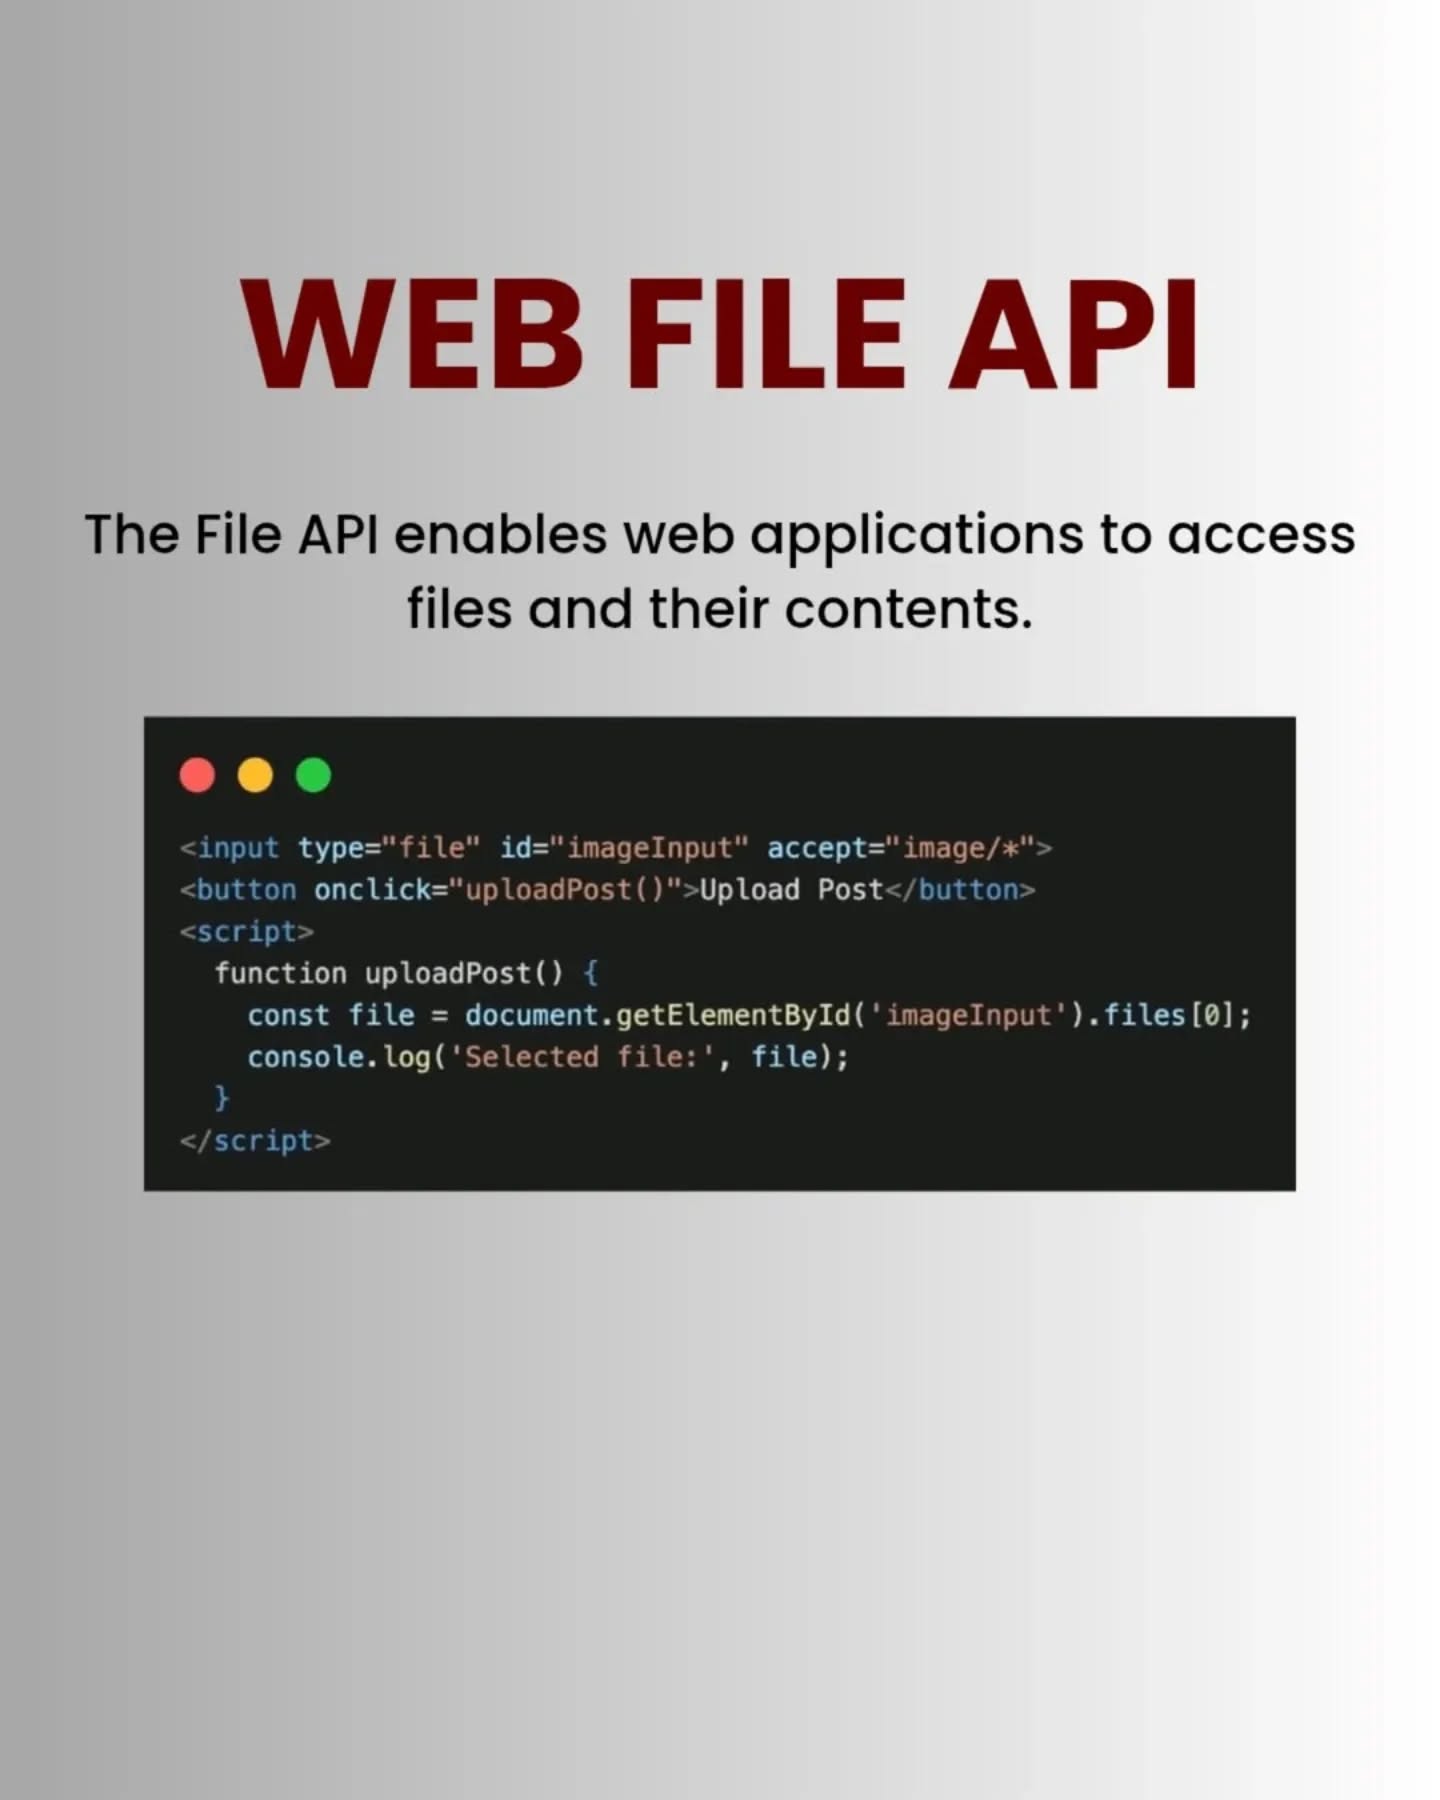 WEB FILE API
The File API enables web applications to access
files and their contents.
<input type="file" id="imageInput" accept="image/*">
<button onclick="uploadPost()">Upload Post</button>
<script>
  function uploadPost() {
    const file = document.getElementById('imageInput').files[0];
    console.log('Selected file:', file);
  }
</script>